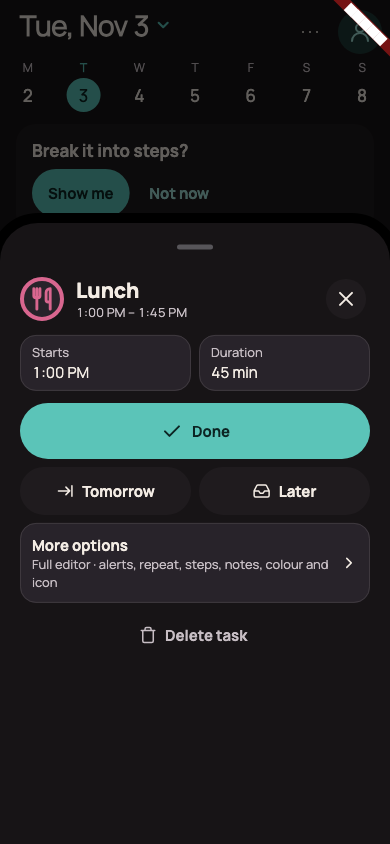 Tue, Nov 3
M T W T F S S
2 3 4 5 6 7 8
Break it into steps?
Show me Not now
Lunch
1:00 PM – 1:45 PM
Starts
1:00 PM
Duration
45 min
Done
Tomorrow
Later
More options
Full editor · alerts, repeat, steps, notes, colour and
icon
Delete task